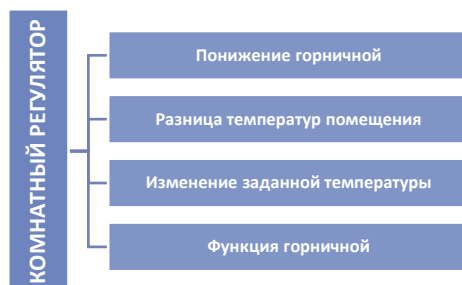 КОМНАТНЫЙ РЕГУЛЯТОР
Понижение горничной
Разница температур помещения
Изменение заданной температуры
Функция горничной